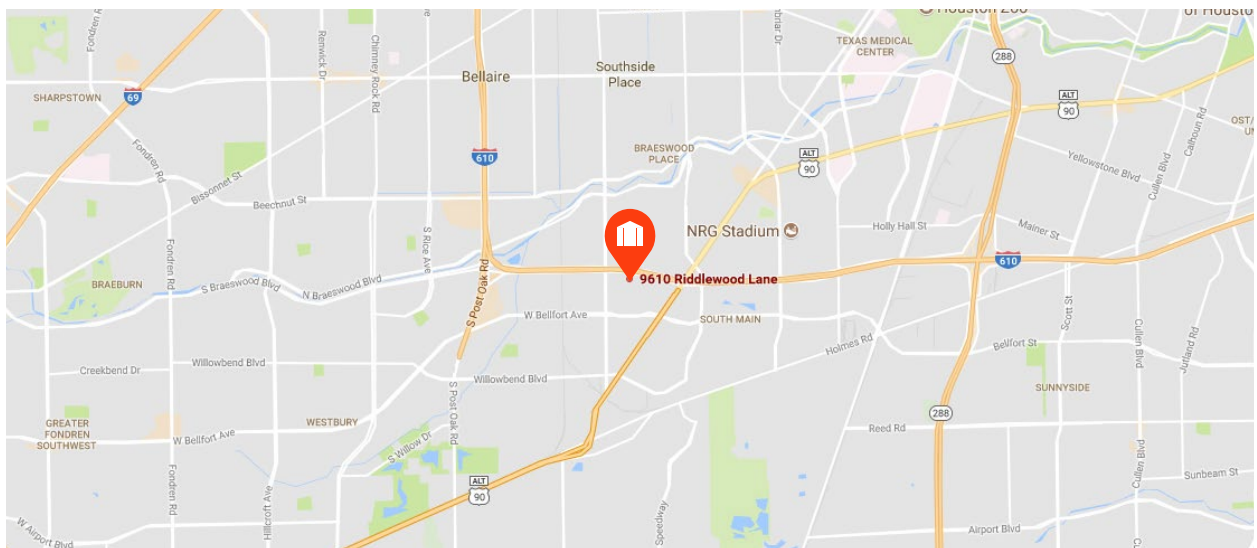 Houston Zoo
Fondren Rd
Renwick Dr
Chimney Rock Rd
TEXAS MEDICAL
CENTER
288
Southside
Place
Bellaire
SHARPSTOWN
69
ALT
90
Calhoun Rd
Fondren Rd
610
BRAESWOOD
PLACE
ALT
90
Yellowstone Blvd
Cullen Blvd
Bissonnet St
Beechnut St
S Rice Ave
NRG Stadium
Holly Hall St
Mainer St
610
9610 Riddlewood Lane
BRAEBURN
Fondren Rd
S Braeswood Blvd
N Braeswood Blvd
S Post Oak Rd
W Bellfort Ave
SOUTH MAIN
Scott St
Cullen Blvd
Jutland Rd
Holmes Rd
Bellfort St
Willowbend Blvd
Creekbend Dr
Willowbend Blvd
SUNNYSIDE
S Post Oak Rd
288
GREATER
FONDREN
SOUTHWEST
WESTBURY
W Bellfort Ave
Reed Rd
S Willow Dr
Cullen Blvd
Fondren Rd
Hillcroft Ave
ALT
90
Sunbeam St
Speedway
W Airport Blvd
Airport Blvd